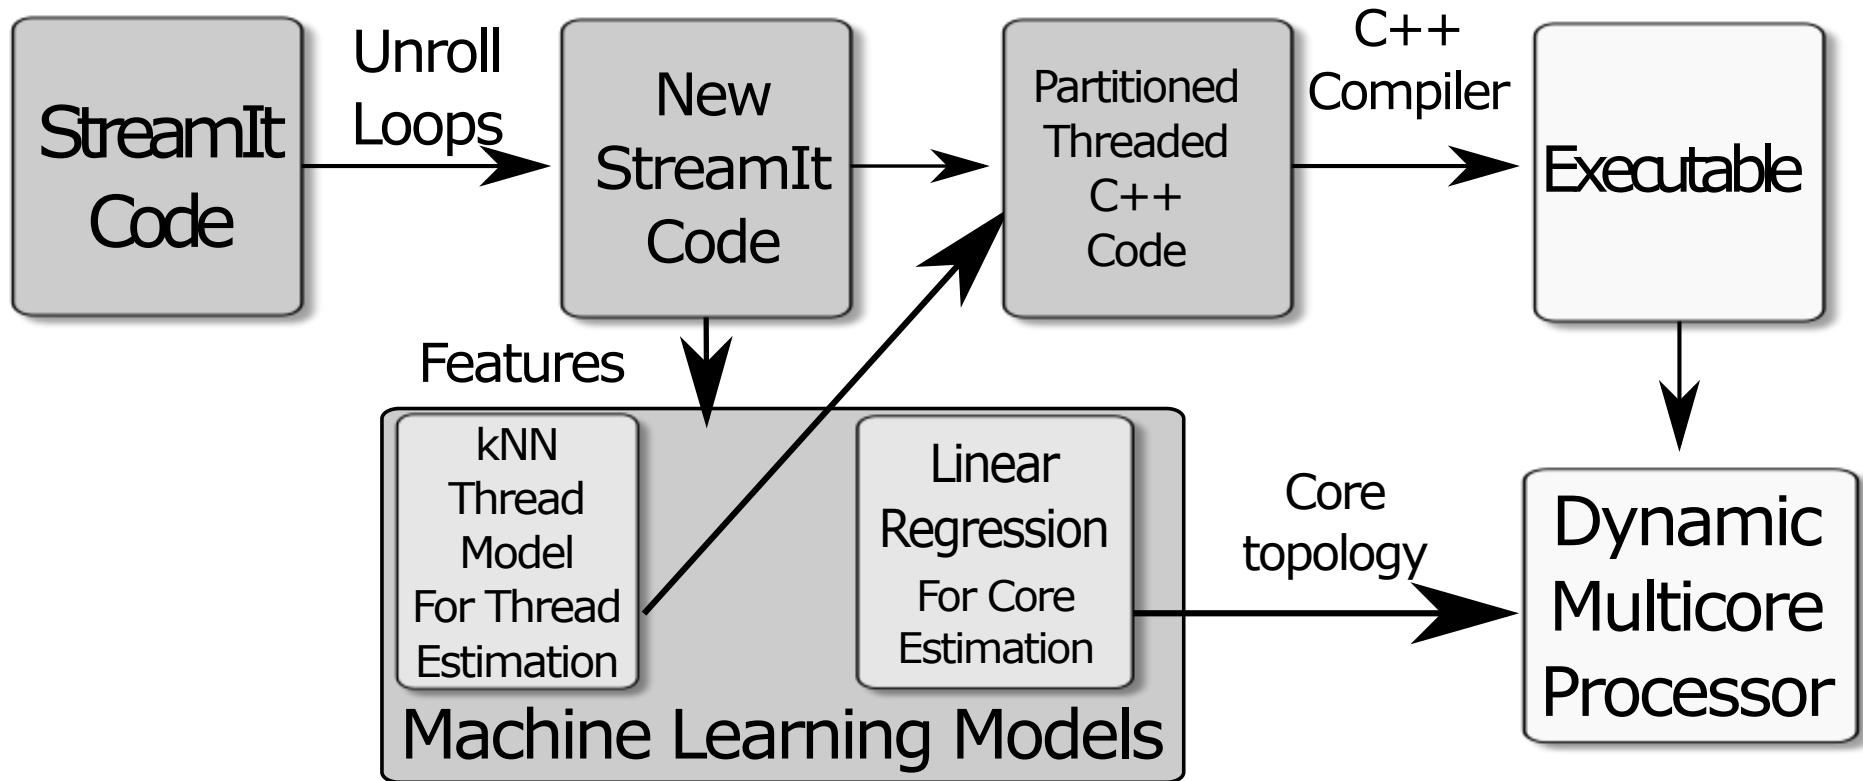 StreamIt
Code
Unroll
Loops
New
StreamIt
Code
Partitioned
Threaded
C++
Code
C++
Compiler
Executable
Features
kNN
Thread
Model
For Thread
Estimation
Linear
Regression
For Core
Estimation
Machine Learning Models
Core
topology
Dynamic
Multicore
Processor